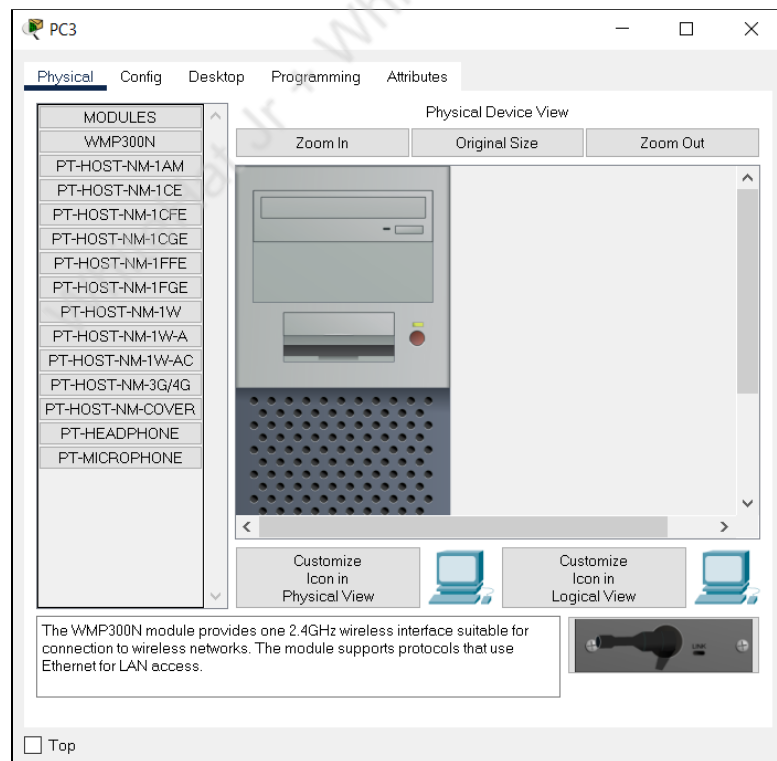 PC3
Physical Config Desktop Programming Attributes
MODULES
WMP300N
PT-HOST-NM-1AM
PT-HOST-NM-1CE
PT-HOST-NM-1CFE
PT-HOST-NM-1CGE
PT-HOST-NM-1FFE
PT-HOST-NM-1FGE
PT-HOST-NM-1W
PT-HOST-NM-1W-A
PT-HOST-NM-1W-AC
PT-HOST-NM-3G/4G
PT-HOST-NM-COVER
PT-HEADPHONE
PT-MICROPHONE
Physical Device View
Zoom In Original Size Zoom Out
Customize
Icon in
Physical View
Customize
Icon in
Logical View
The WMP300N module provides one 2.4GHz wireless interface suitable for
connection to wireless networks. The module supports protocols that use
Ethernet for LAN access.
LINK
Top